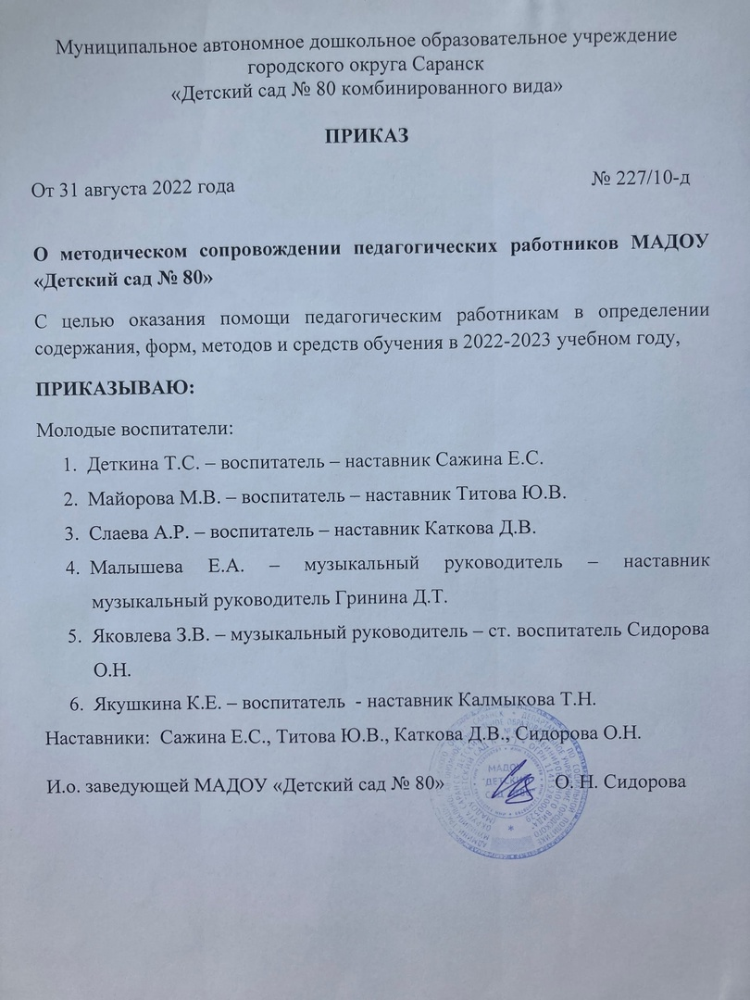 Муниципальное автономное дошкольное образовательное учреждение
городского округа Саранск
«Детский сад № 80 комбинированного вида»
ПРИКАЗ
От 31 августа 2022 года № 227/10-д
О методическом сопровождении педагогических работников МАДОУ
«Детский сад № 80»
С целью оказания помощи педагогическим работникам в определении
содержания, форм, методов и средств обучения в 2022-2023 учебном году,
ПРИКАЗЫВАЮ:
Молодые воспитатели:
1. Деткина Т.С. – воспитатель – наставник Сажина Е.С.
2. Майорова М.В. – воспитатель – наставник Титова Ю.В.
3. Слаева А.Р. – воспитатель – наставник Каткова Д.В.
4. Малышева Е.А. – музыкальный руководитель – наставник
музыкальный руководитель Гринина Д.Т.
5. Яковлева З.В. – музыкальный руководитель – ст. воспитатель Сидорова
О.Н.
6. Якушкина К.Е. – воспитатель - наставник Калмыкова Т.Н.
Наставники: Сажина Е.С., Титова Ю.В., Каткова Д.В., Сидорова О.Н.
И.о. заведующей МАДОУ «Детский сад № 80» О. Н. Сидорова
МАДОУ
"ДЕТСКИЙ